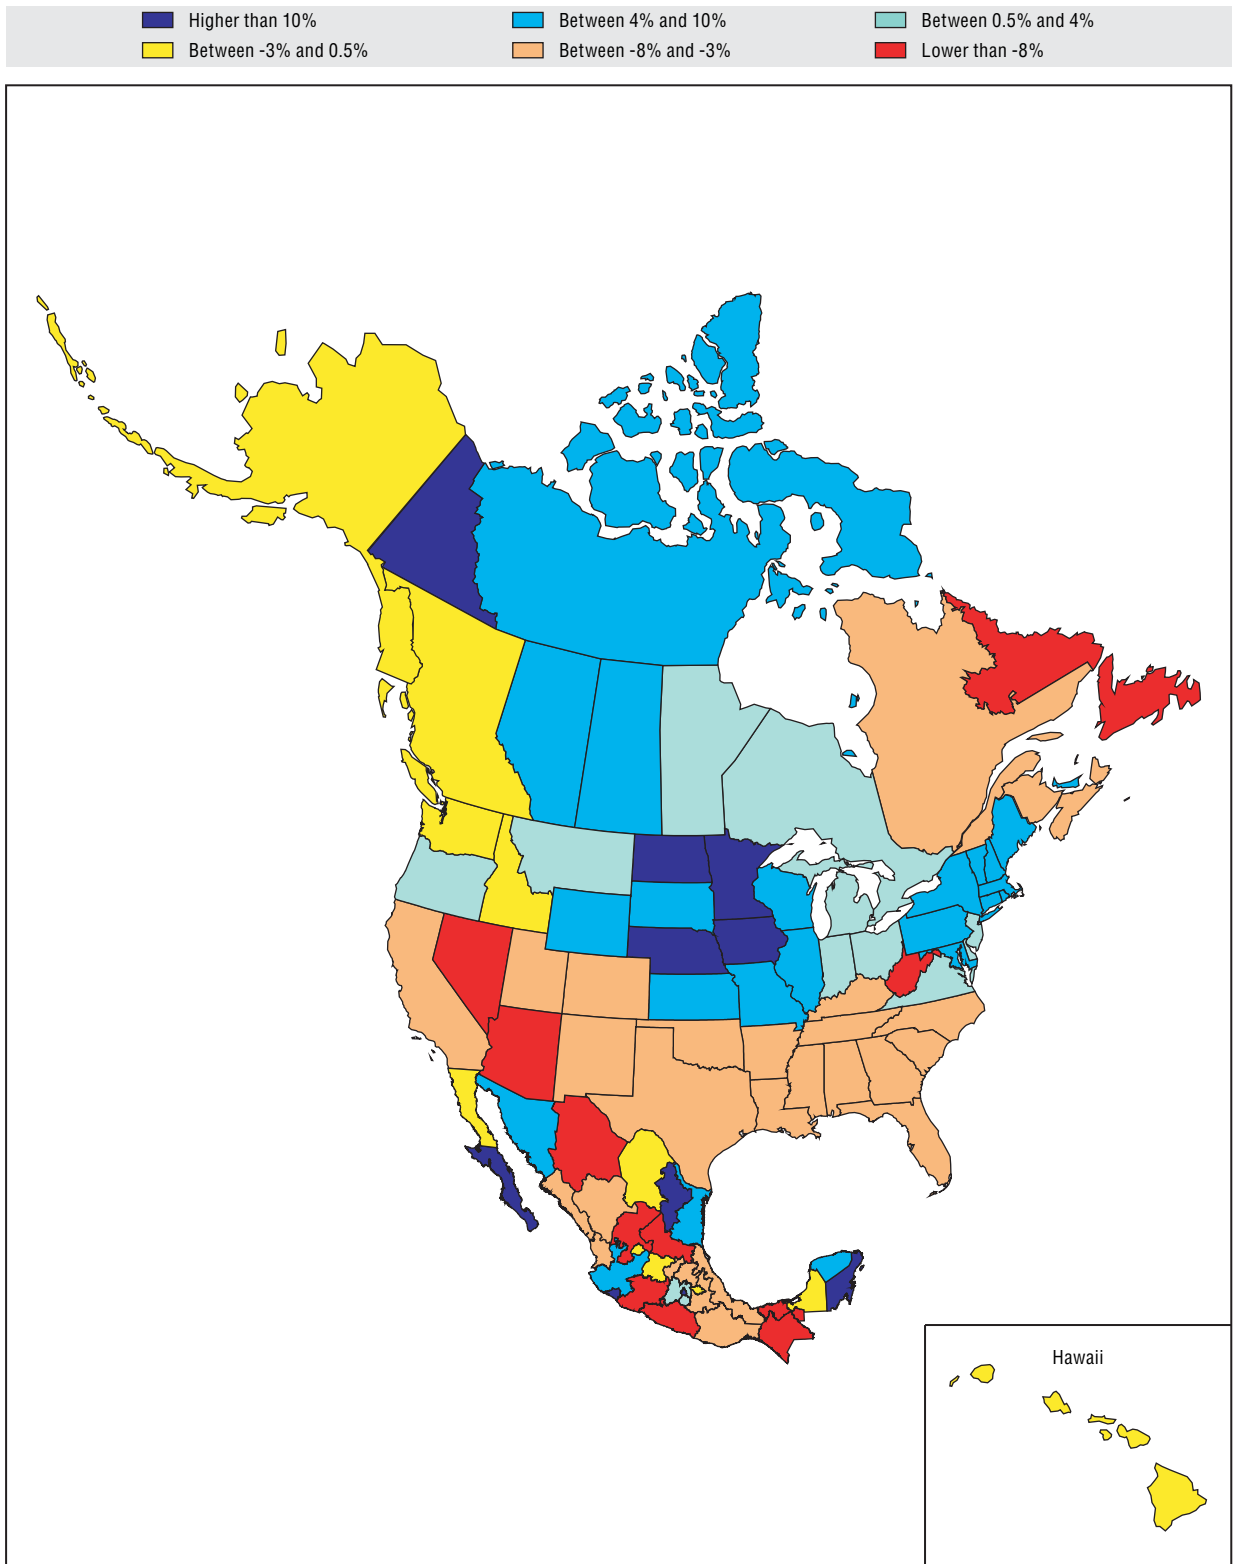 Higher than 10%
Between 4% and 10%
Between 0.5% and 4%
Between -3% and 0.5%
Between -8% and -3%
Lower than -8%
Hawaii